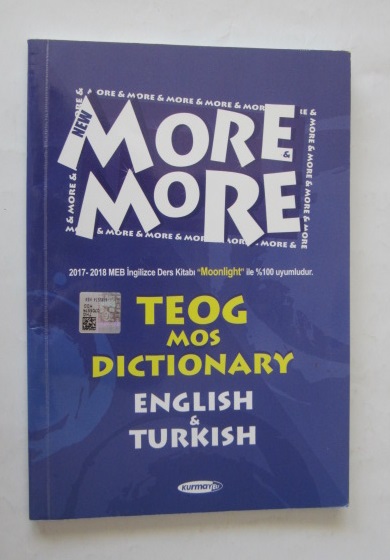 NEW
MORE
&
MORE
2017- 2018 MEB İngilizce Ders Kitabı "Moonlight" ile %100 uyumludur.
TEOG
MOS
DICTIONARY
ENGLISH
&
TURKISH
kurmay